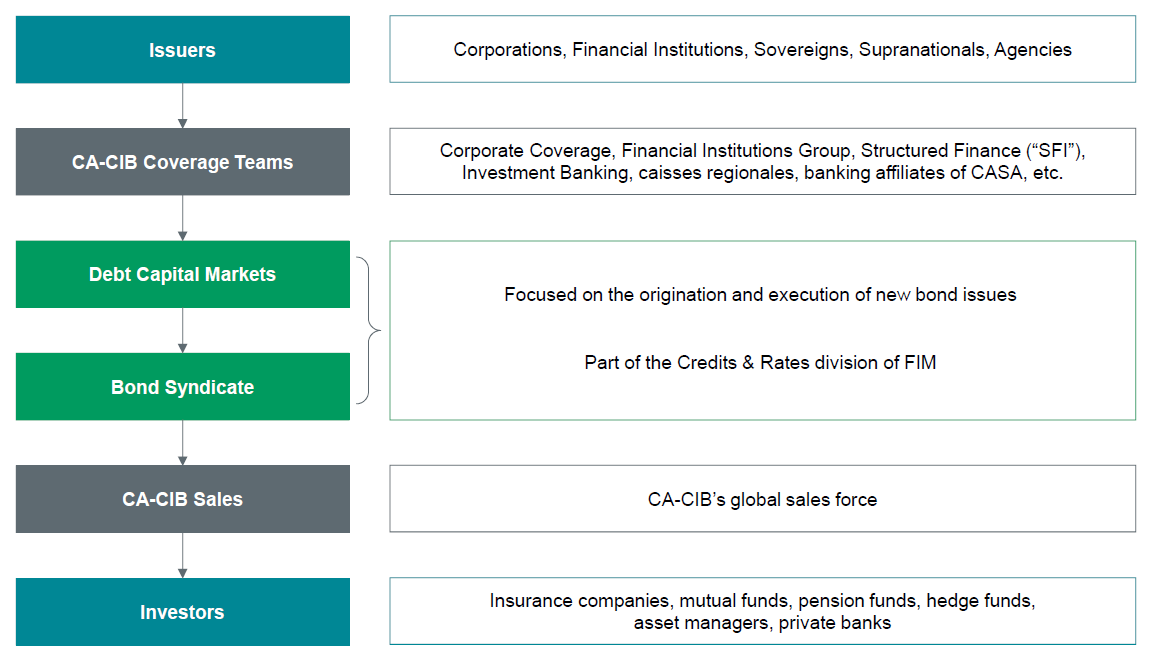 Issuers
Corporations, Financial Institutions, Sovereigns, Supranationals, Agencies
CA-CIB Coverage Teams
Corporate Coverage, Financial Institutions Group, Structured Finance (“SFI”),
Investment Banking, caisses regionales, banking affiliates of CASA, etc.
Debt Capital Markets
Bond Syndicate
Focused on the origination and execution of new bond issues
Part of the Credits & Rates division of FIM
CA-CIB Sales
CA-CIB’s global sales force
Investors
Insurance companies, mutual funds, pension funds, hedge funds,
asset managers, private banks